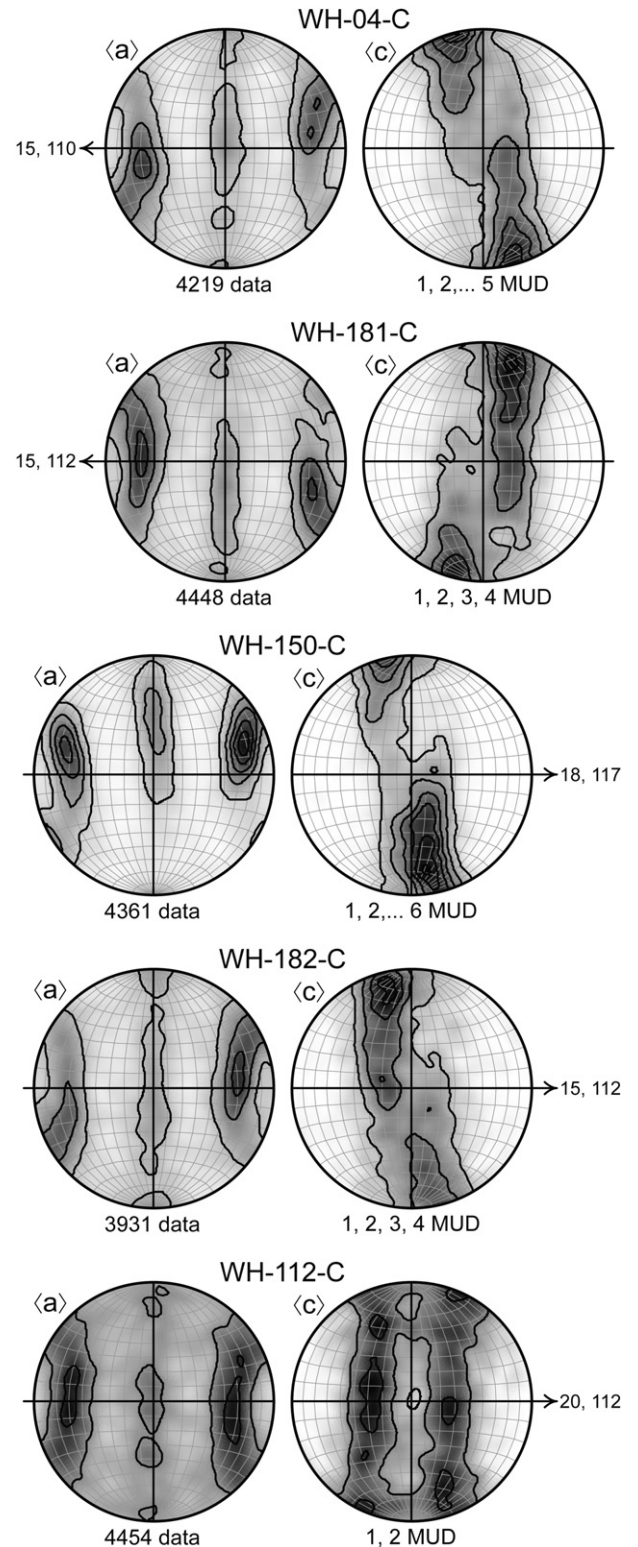 WH-04-C
⟨a⟩ ⟨c⟩
15, 110
4219 data 1, 2,... 5 MUD
WH-181-C
⟨a⟩ ⟨c⟩
15, 112
4448 data 1, 2, 3, 4 MUD
WH-150-C
⟨a⟩ ⟨c⟩
18, 117
4361 data 1, 2,... 6 MUD
WH-182-C
⟨a⟩ ⟨c⟩
15, 112
3931 data 1, 2, 3, 4 MUD
WH-112-C
⟨a⟩ ⟨c⟩
20, 112
4454 data 1, 2 MUD